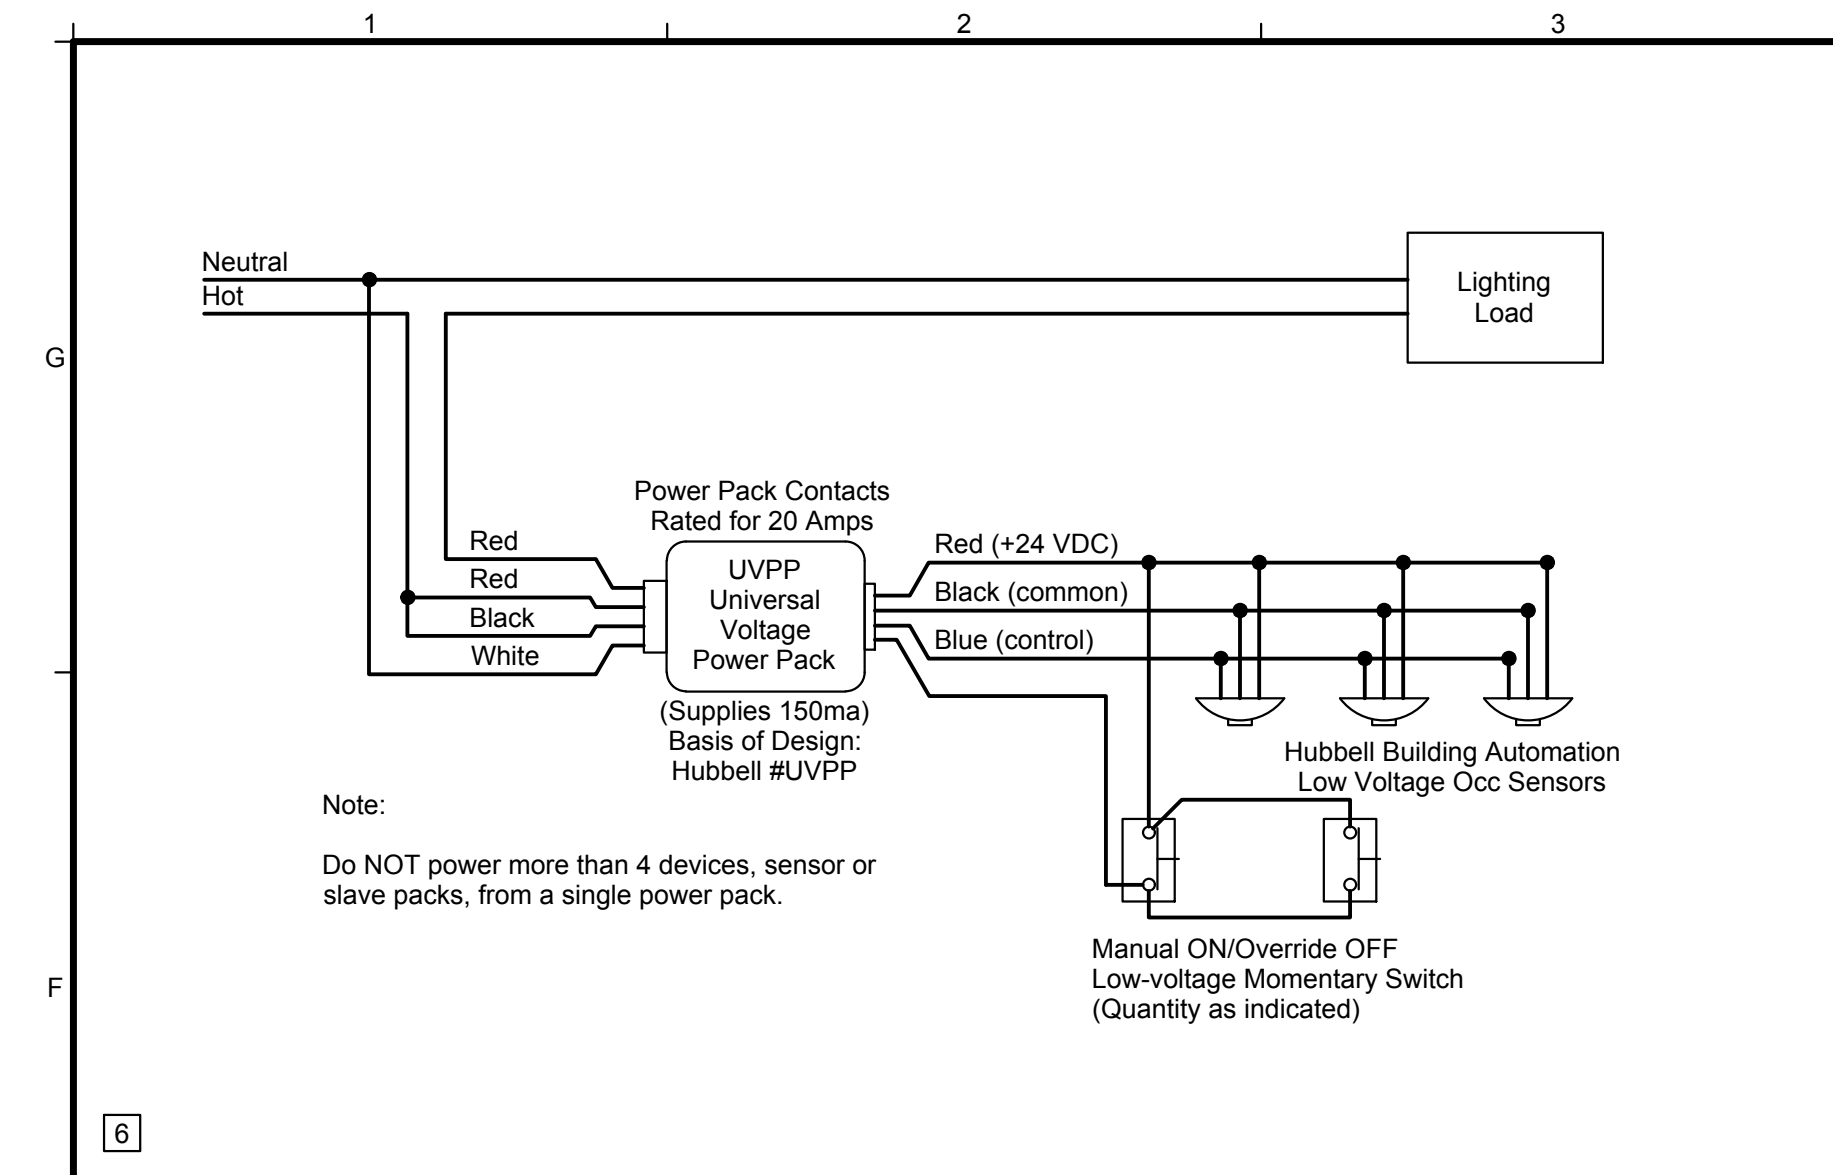 1
2
3
Neutral
Hot
Lighting
Load
G
Power Pack Contacts
Rated for 20 Amps
Red
Red
Black
White
UVPP
Universal
Voltage
Power Pack
Red (+24 VDC)
Black (common)
Blue (control)
(Supplies 150ma)
Basis of Design:
Hubbell #UVPP
Hubbell Building Automation
Low Voltage Occ Sensors
Note:
Do NOT power more than 4 devices, sensor or
slave packs, from a single power pack.
Manual ON/Override OFF
Low-voltage Momentary Switch
(Quantity as indicated)
F
6